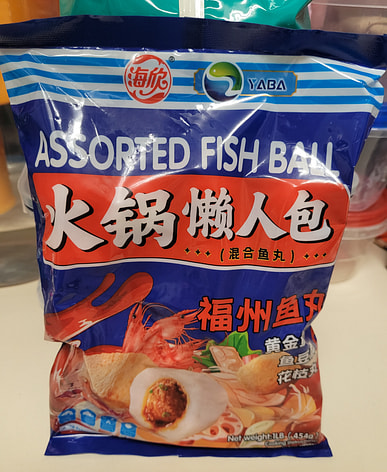 海欣
YABA
ASSORTED FISH BALL
火锅懒人包
(混合鱼丸)
福州鱼丸
黄金
鱼
花枝丸
Net weight:1LB (454g)